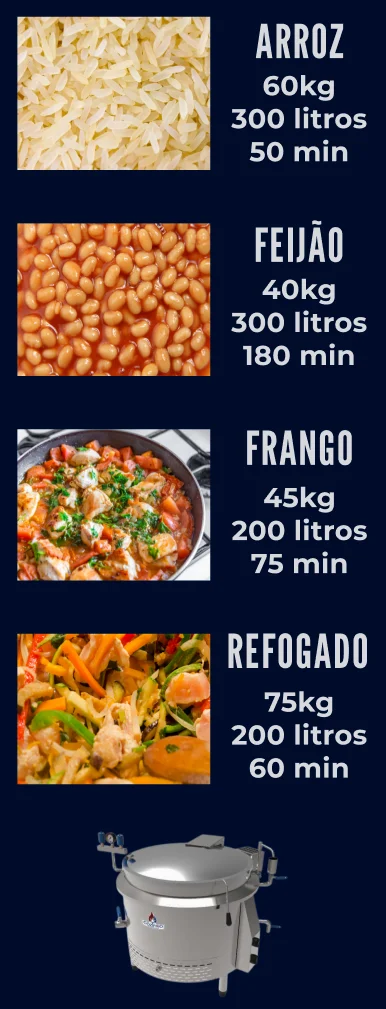 ARROZ
60kg
300 litros
50 min
FEIJÃO
40kg
300 litros
180 min
FRANGO
45kg
200 litros
75 min
REFOGADO
75kg
200 litros
60 min